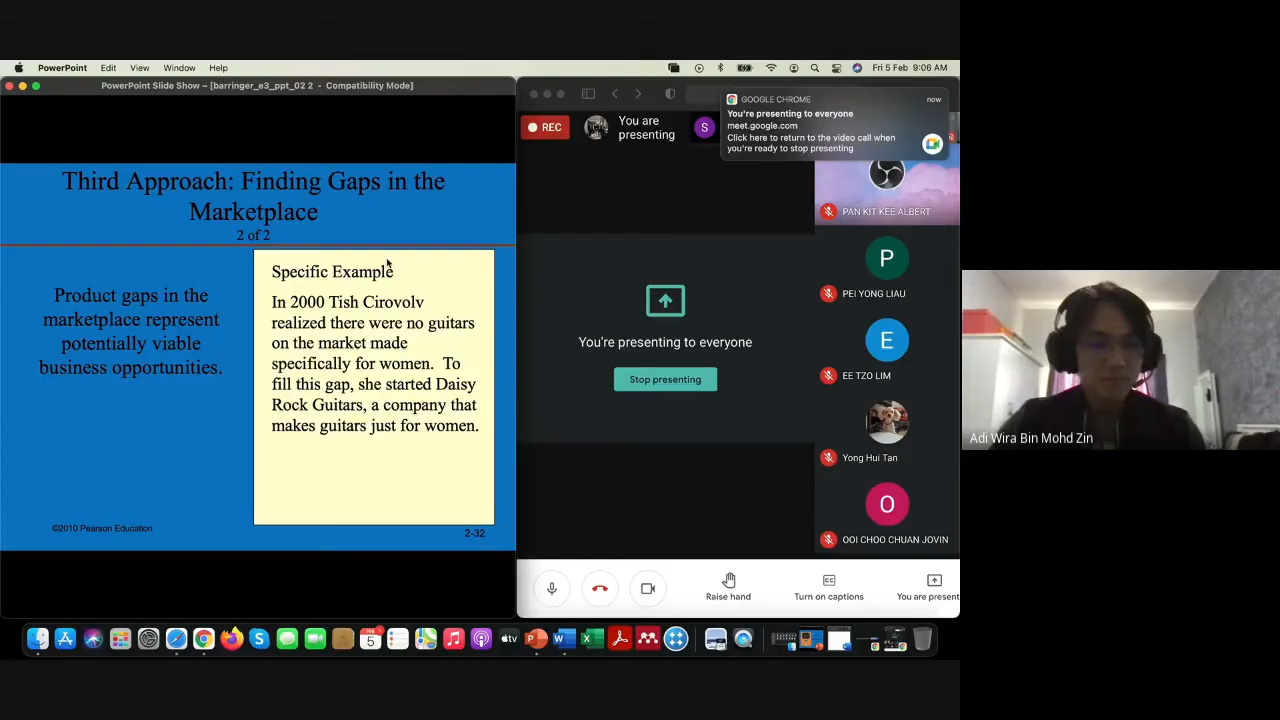 PowerPoint Edit View Window Help
Fri 5 Feb 9:06 AM
PowerPoint Slide Show – [barringer_e3_ppt_02 2 - Compatibility Mode]
Third Approach: Finding Gaps in the
Marketplace
2 of 2
Product gaps in the
marketplace represent
potentially viable
business opportunities.
Specific Example
In 2000 Tish Cirovolv
realized there were no guitars
on the market made
specifically for women. To
fill this gap, she started Daisy
Rock Guitars, a company that
makes guitars just for women.
©2010 Pearson Education
2-32
REC
You are
presenting
S
GOOGLE CHROME
now
You're presenting to everyone
meet.google.com
Click here to return to the video call when
you're ready to stop presenting
You're presenting to everyone
Stop presenting
PAN KIT KEE ALBERT
P
PEI YONG LIAU
E
EE TZO LIM
Yong Hui Tan
O
OOI CHOO CHUAN JOVIN
Raise hand
CC
Turn on captions
You are present
FEB
5
tv
Adi Wira Bin Mohd Zin